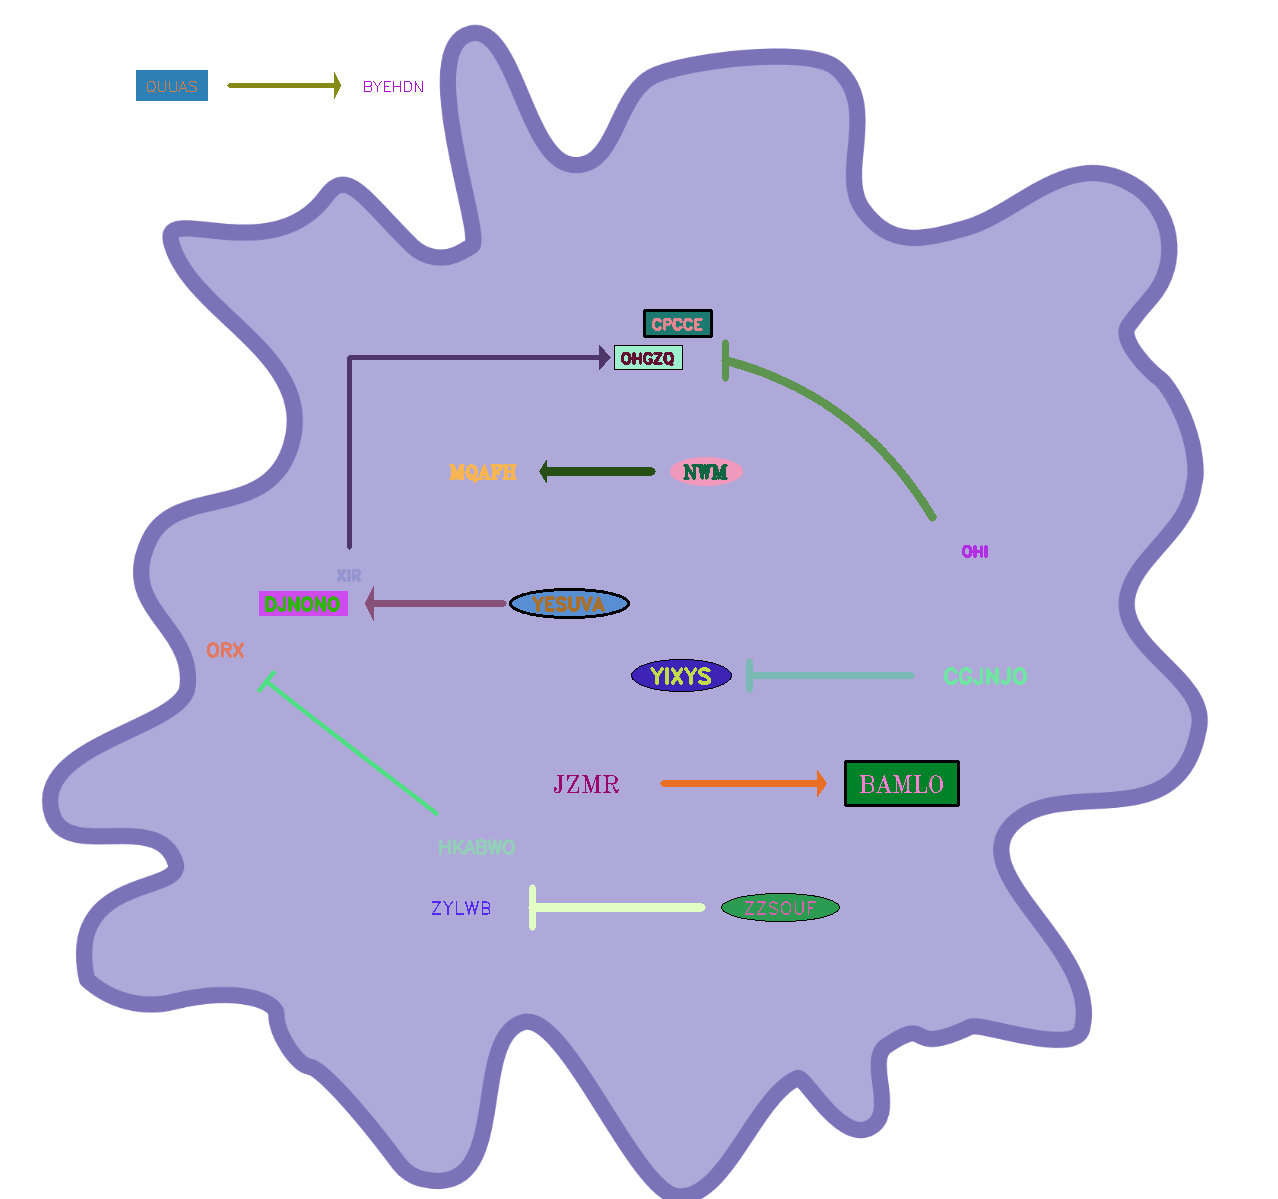 QUUAS
BYEHDN
CPCCE
OHGZQ
MQAFH
NWM
OHI
XIR
DJNONO
YESUVA
ORX
YIXYS
CGJNJO
JZMR
BAMLO
HKABWO
ZYLWB
ZZSOUF